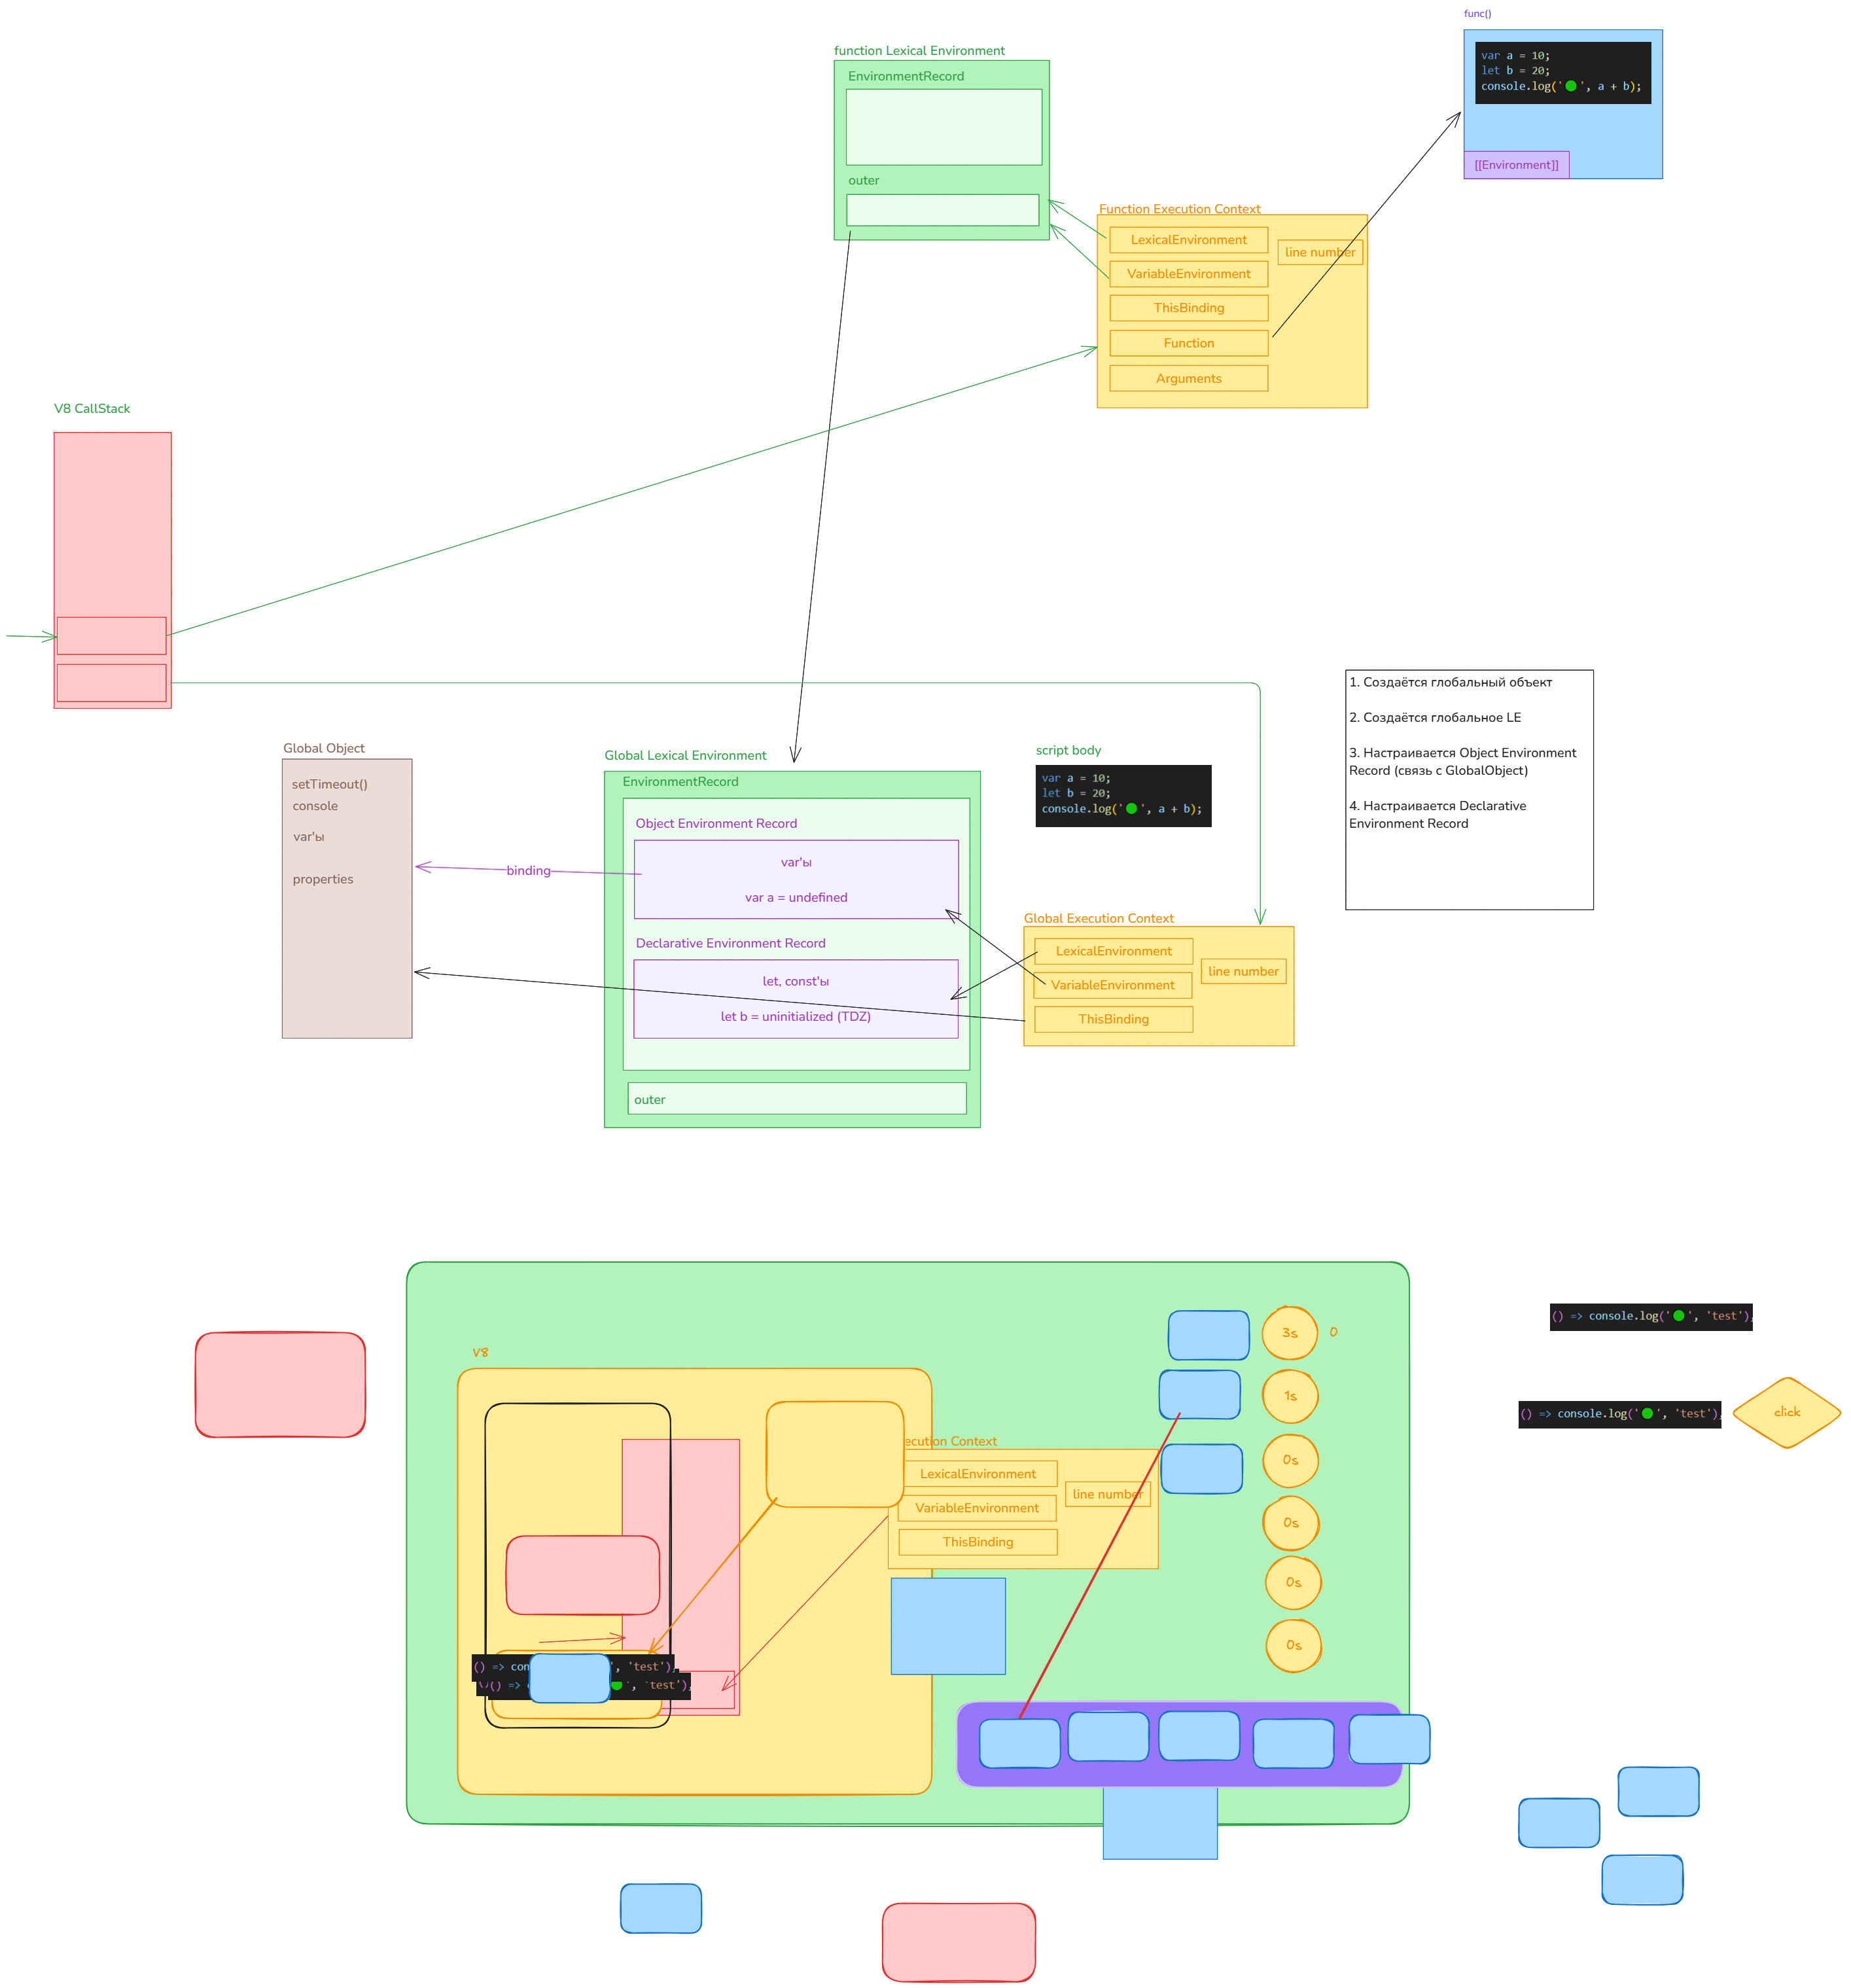 func()
var a = 10;
let b = 20;
console.log('🟢', a + b);
[[Environment]]
function Lexical Environment
EnvironmentRecord
outer
Function Execution Context
LexicalEnvironment
line number
VariableEnvironment
ThisBinding
Function
Arguments
V8 CallStack
1. Создаётся глобальный объект
2. Создаётся глобальное LE
3. Настраивается Object Environment
Record (связь с GlobalObject)
4. Настраивается Declarative
Environment Record
Global Object
setTimeout()
console
var'ы
properties
binding
Global Lexical Environment
EnvironmentRecord
Object Environment Record
var'ы
var a = undefined
Declarative Environment Record
let, const'ы
let b = uninitialized (TDZ)
outer
script body
var a = 10;
let b = 20;
console.log('🟢', a + b);
Global Execution Context
LexicalEnvironment
line number
VariableEnvironment
ThisBinding
V8
ecution Context
LexicalEnvironment
line number
VariableEnvironment
ThisBinding
3s
0
1s
0s
0s
0s
0s
() => console.log('🟢', 'test')
() => console.log('🟢', 'test')
click
() => con
', 'test')
() =>
🟢', 'test')